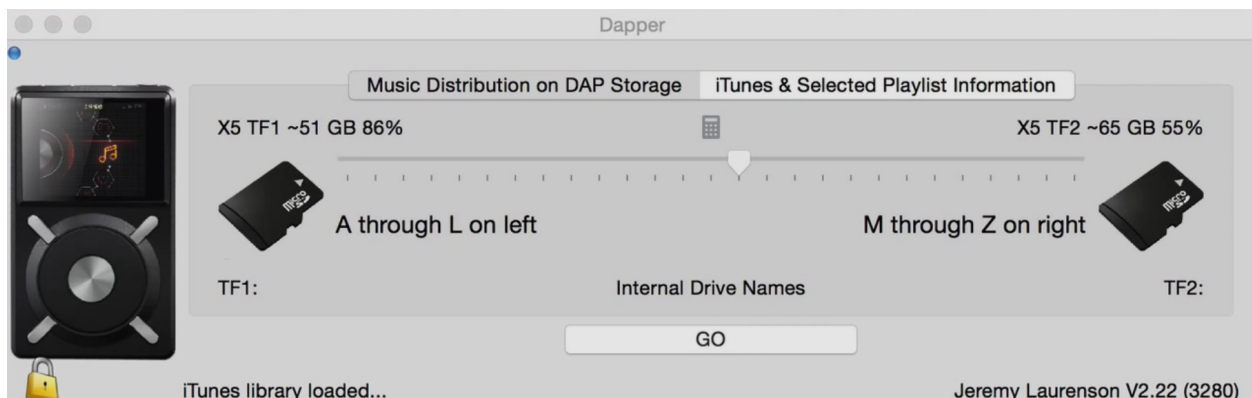 Dapper
Music Distribution on DAP Storage
iTunes & Selected Playlist Information
X5 TF1 ~51 GB 86%
X5 TF2 ~65 GB 55%
A through L on left
M through Z on right
TF1:
Internal Drive Names
TF2:
GO
iTunes library loaded...
Jeremy Laurenson V2.22 (3280)